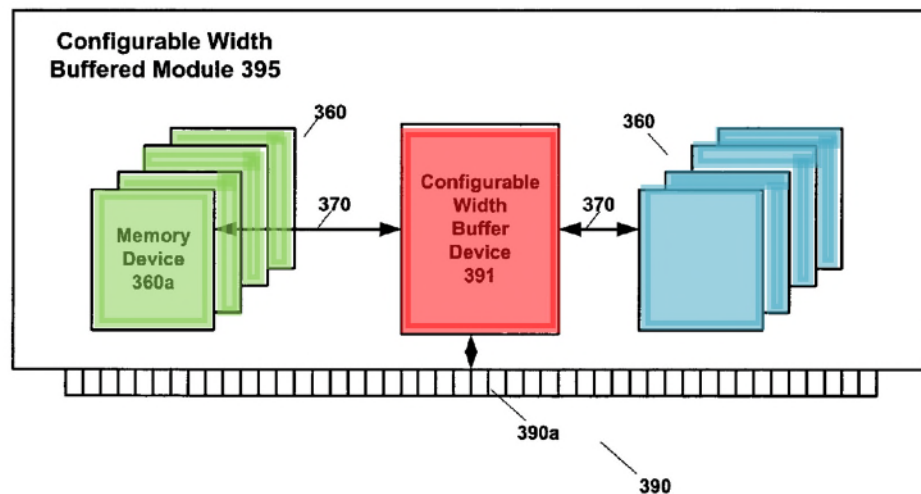 Configurable Width
Buffered Module 395
360
360
370
370
Memory
Device
360a
Configurable
Width
Buffer
Device
391
390a
390